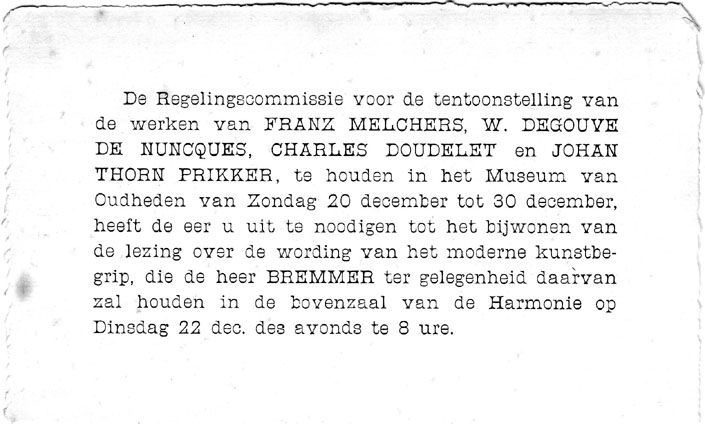 De Regelingscommissie voor de tentoonstelling van
de werken van FRANZ MELCHERS, W. DEGOUVE
DE NUNCQUES, CHARLES DOUDELET en JOHAN
THORN PRIKKER, te houden in het Museum van
Oudheden van Zondag 20 december tot 30 december,
heeft de eer u uit te noodigen tot het bijwonen van
de lezing over de wording van het moderne kunstbe-
grip, die de heer BREMMER ter gelegenheid daarvan
zal houden in de bovenzaal van de Harmonie op
Dinsdag 22 dec. des avonds te 8 ure.